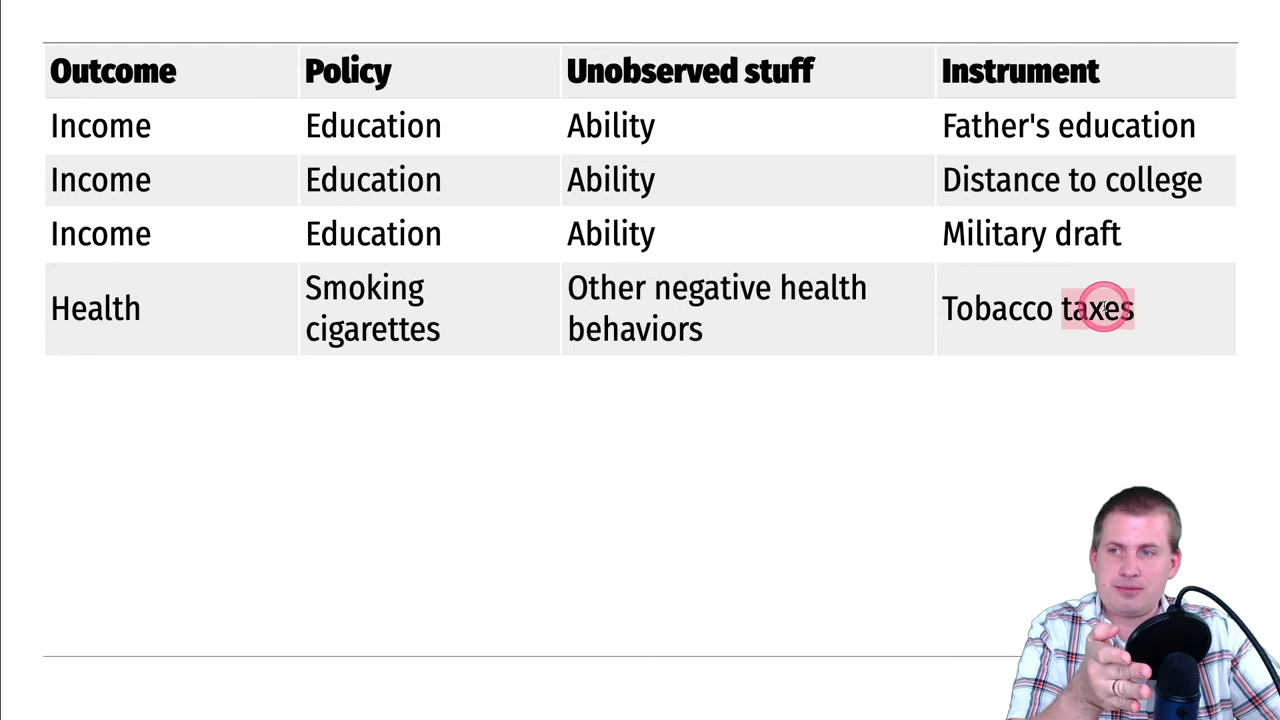 Outcome Policy Unobserved stuff Instrument
Income Education Ability Father's education
Income Education Ability Distance to college
Income Education Ability Military draft
Health Smoking cigarettes Other negative health behaviors Tobacco taxes